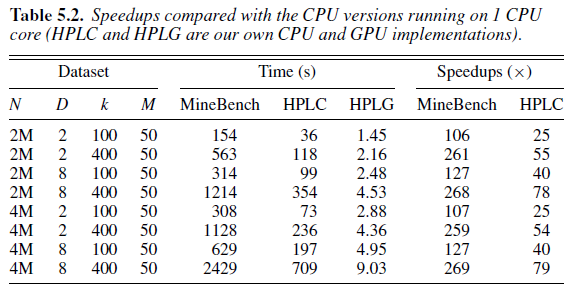 Table 5.2. Speedups compared with the CPU versions running on 1 CPU
core (HPLC and HPLG are our own CPU and GPU implementations).
Dataset Time (s) Speedups (×)
N D k M MineBench HPLC HPLG MineBench HPLC
2M 2 100 50 154 36 1.45 106 25
2M 2 400 50 563 118 2.16 261 55
2M 8 100 50 314 99 2.48 127 40
2M 8 400 50 1214 354 4.53 268 78
4M 2 100 50 308 73 2.88 107 25
4M 2 400 50 1128 236 4.36 259 54
4M 8 100 50 629 197 4.95 127 40
4M 8 400 50 2429 709 9.03 269 79